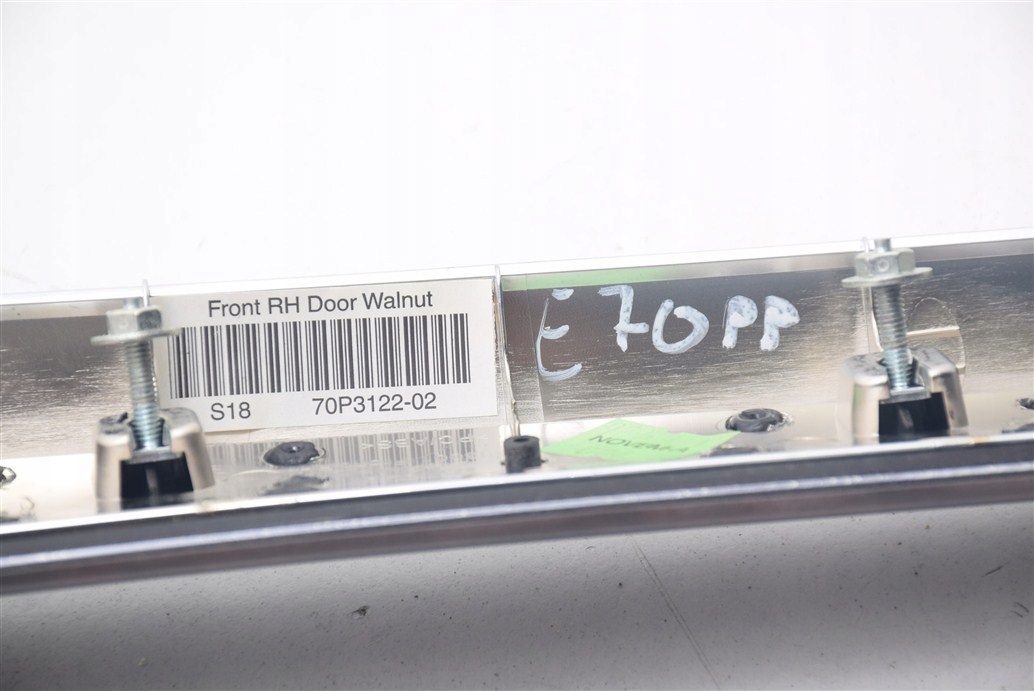 Front RH Door Walnut
S18 70P3122-02
E70PP